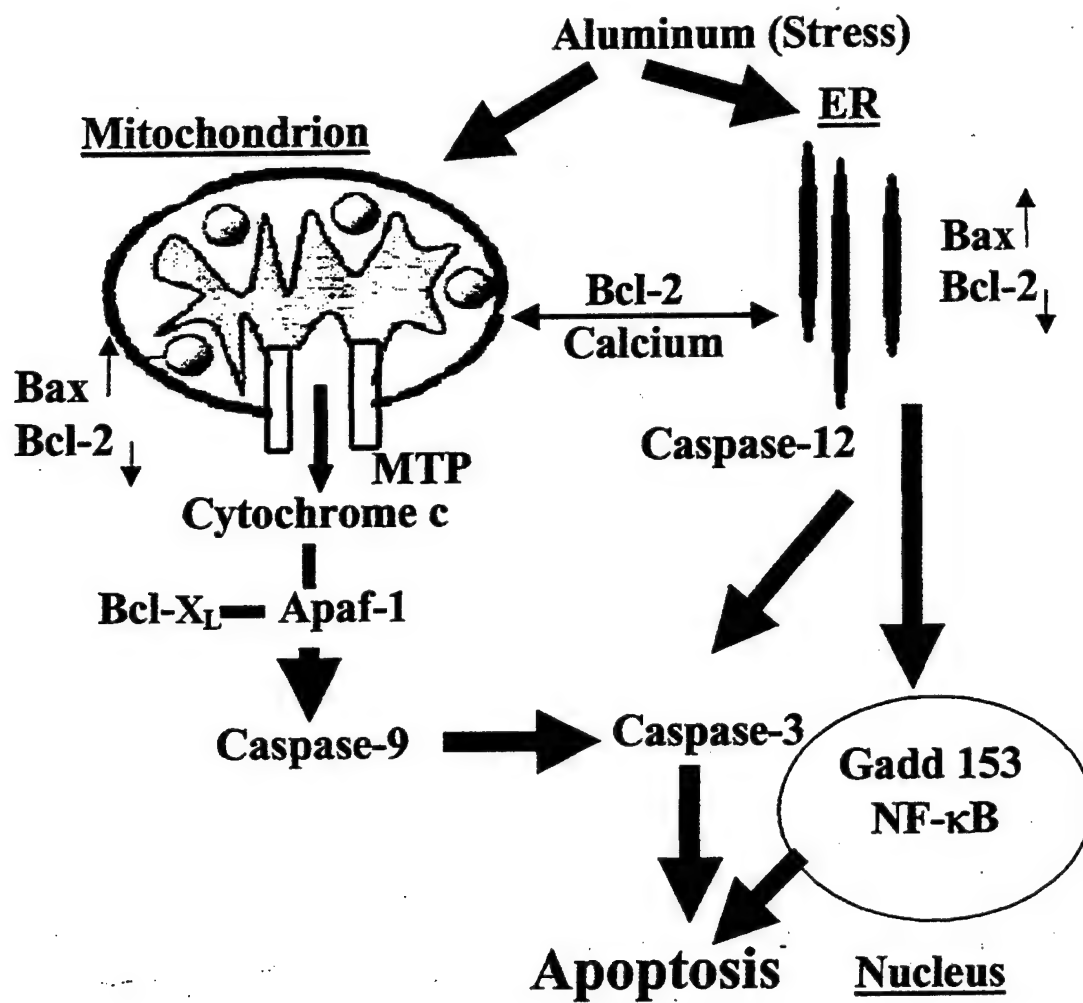 Aluminum (Stress)
ER
Mitochondrion
Bax
Bcl-2
Bcl-2
Calcium
Bax
Bcl-2
MTP
Caspase-12
Cytochrome c
Bcl-XL
Apaf-1
Caspase-9
Caspase-3
Gadd 153
NF-κB
Apoptosis
Nucleus